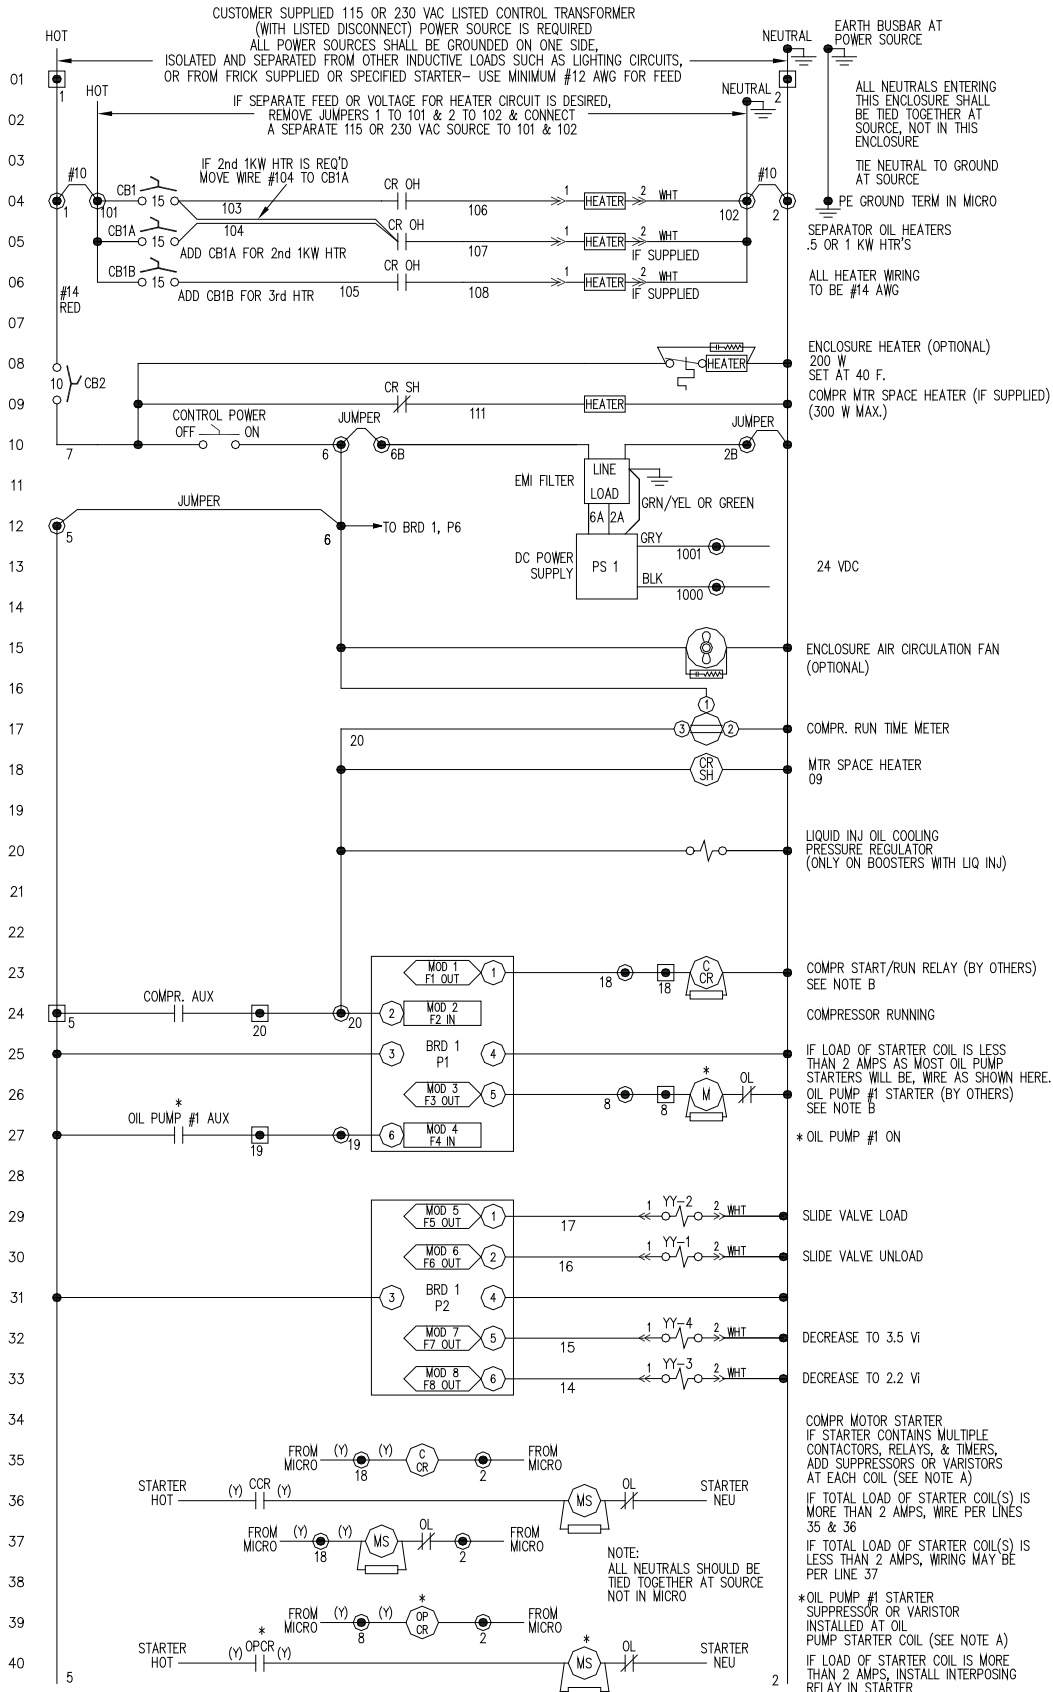 CUSTOMER SUPPLIED 115 OR 230 VAC LISTED CONTROL TRANSFORMER
(WITH LISTED DISCONNECT) POWER SOURCE IS REQUIRED
ALL POWER SOURCES SHALL BE GROUNDED ON ONE SIDE,
ISOLATED AND SEPARATED FROM OTHER INDUCTIVE LOADS SUCH AS LIGHTING CIRCUITS,
OR FROM FRICK SUPPLIED OR SPECIFIED STARTER- USE MINIMUM #12 AWG FOR FEED
HOT
NEUTRAL
EARTH BUSBAR AT
POWER SOURCE
01
1
2
HOT
IF SEPARATE FEED OR VOLTAGE FOR HEATER CIRCUIT IS DESIRED,
REMOVE JUMPERS 1 TO 101 & 2 TO 102 & CONNECT
A SEPARATE 115 OR 230 VAC SOURCE TO 101 & 102
NEUTRAL
ALL NEUTRALS ENTERING
THIS ENCLOSURE SHALL
BE TIED TOGETHER AT
SOURCE, NOT IN THIS
ENCLOSURE
02
03
IF 2nd 1KW HTR IS REQ'D
MOVE WIRE #104 TO CB1A
TIE NEUTRAL TO GROUND
AT SOURCE
04
#10
1
101
CB1
15
103
CR OH
106
1
HEATER
2
WHT
102
#10
2
PE GROUND TERM IN MICRO
05
CB1A
15
104
ADD CB1A FOR 2nd 1KW HTR
CR OH
107
1
HEATER
2
WHT
IF SUPPLIED
SEPARATOR OIL HEATERS
.5 OR 1 KW HTR'S
06
CB1B
15
ADD CB1B FOR 3rd HTR
105
CR OH
108
1
HEATER
2
WHT
IF SUPPLIED
ALL HEATER WIRING
TO BE #14 AWG
#14
RED
07
08
HEATER
ENCLOSURE HEATER (OPTIONAL)
200 W
SET AT 40 F.
10
CB2
09
CR SH
111
HEATER
COMPR MTR SPACE HEATER (IF SUPPLIED)
(300 W MAX.)
10
7
CONTROL POWER
OFF
ON
6
JUMPER
6B
2B
JUMPER
11
EMI FILTER
LINE
LOAD
GRN/YEL OR GREEN
12
5
JUMPER
6
TO BRD 1, P6
6A
2A
13
DC POWER
SUPPLY
PS 1
GRY
1001
BLK
1000
24 VDC
14
15
ENCLOSURE AIR CIRCULATION FAN
(OPTIONAL)
16
1
17
20
3
2
COMPR. RUN TIME METER
18
CR
SH
MTR SPACE HEATER
09
19
20
LIQUID INJ OIL COOLING
PRESSURE REGULATOR
(ONLY ON BOOSTERS WITH LIQ INJ)
21
22
23
MOD 1
F1 OUT
1
18
18
C
CR
COMPR START/RUN RELAY (BY OTHERS)
SEE NOTE B
24
5
COMPR. AUX
20
20
2
MOD 2
F2 IN
COMPRESSOR RUNNING
25
3
BRD 1
P1
4
IF LOAD OF STARTER COIL IS LESS
THAN 2 AMPS AS MOST OIL PUMP
STARTERS WILL BE, WIRE AS SHOWN HERE.
26
MOD 3
F3 OUT
5
8
8
*
M
OL
OIL PUMP #1 STARTER (BY OTHERS)
SEE NOTE B
27
*
OIL PUMP #1 AUX
19
19
6
MOD 4
F4 IN
* OIL PUMP #1 ON
28
29
MOD 5
F5 OUT
1
17
1
YY-2
2
WHT
SLIDE VALVE LOAD
30
MOD 6
F6 OUT
2
16
1
YY-1
2
WHT
SLIDE VALVE UNLOAD
31
3
BRD 1
P2
4
32
MOD 7
F7 OUT
5
15
1
YY-4
2
WHT
DECREASE TO 3.5 Vi
33
MOD 8
F8 OUT
6
14
1
YY-3
2
WHT
DECREASE TO 2.2 Vi
34
COMPR MOTOR STARTER
IF STARTER CONTAINS MULTIPLE
CONTACTORS, RELAYS, & TIMERS,
ADD SUPPRESSORS OR VARISTORS
AT EACH COIL (SEE NOTE A)
35
FROM
MICRO
(Y)
18
(Y)
C
CR
2
FROM
MICRO
36
STARTER
HOT
(Y)
CCR
(Y)
MS
OL
STARTER
NEU
IF TOTAL LOAD OF STARTER COIL(S) IS
MORE THAN 2 AMPS, WIRE PER LINES
35 & 36
37
FROM
MICRO
(Y)
18
(Y)
MS
OL
2
FROM
MICRO
IF TOTAL LOAD OF STARTER COIL(S) IS
LESS THAN 2 AMPS, WIRING MAY BE
PER LINE 37
38
NOTE:
ALL NEUTRALS SHOULD BE
TIED TOGETHER AT SOURCE
NOT IN MICRO
39
FROM
MICRO
(Y)
8
(Y)
*
OP
CR
2
FROM
MICRO
* OIL PUMP #1 STARTER
SUPPRESSOR OR VARISTOR
INSTALLED AT OIL
PUMP STARTER COIL (SEE NOTE A)
40
5
STARTER
HOT
*
(Y)
OPCR
(Y)
*
MS
OL
STARTER
NEU
2
IF LOAD OF STARTER COIL IS MORE
THAN 2 AMPS, INSTALL INTERPOSING
RELAY IN STARTER